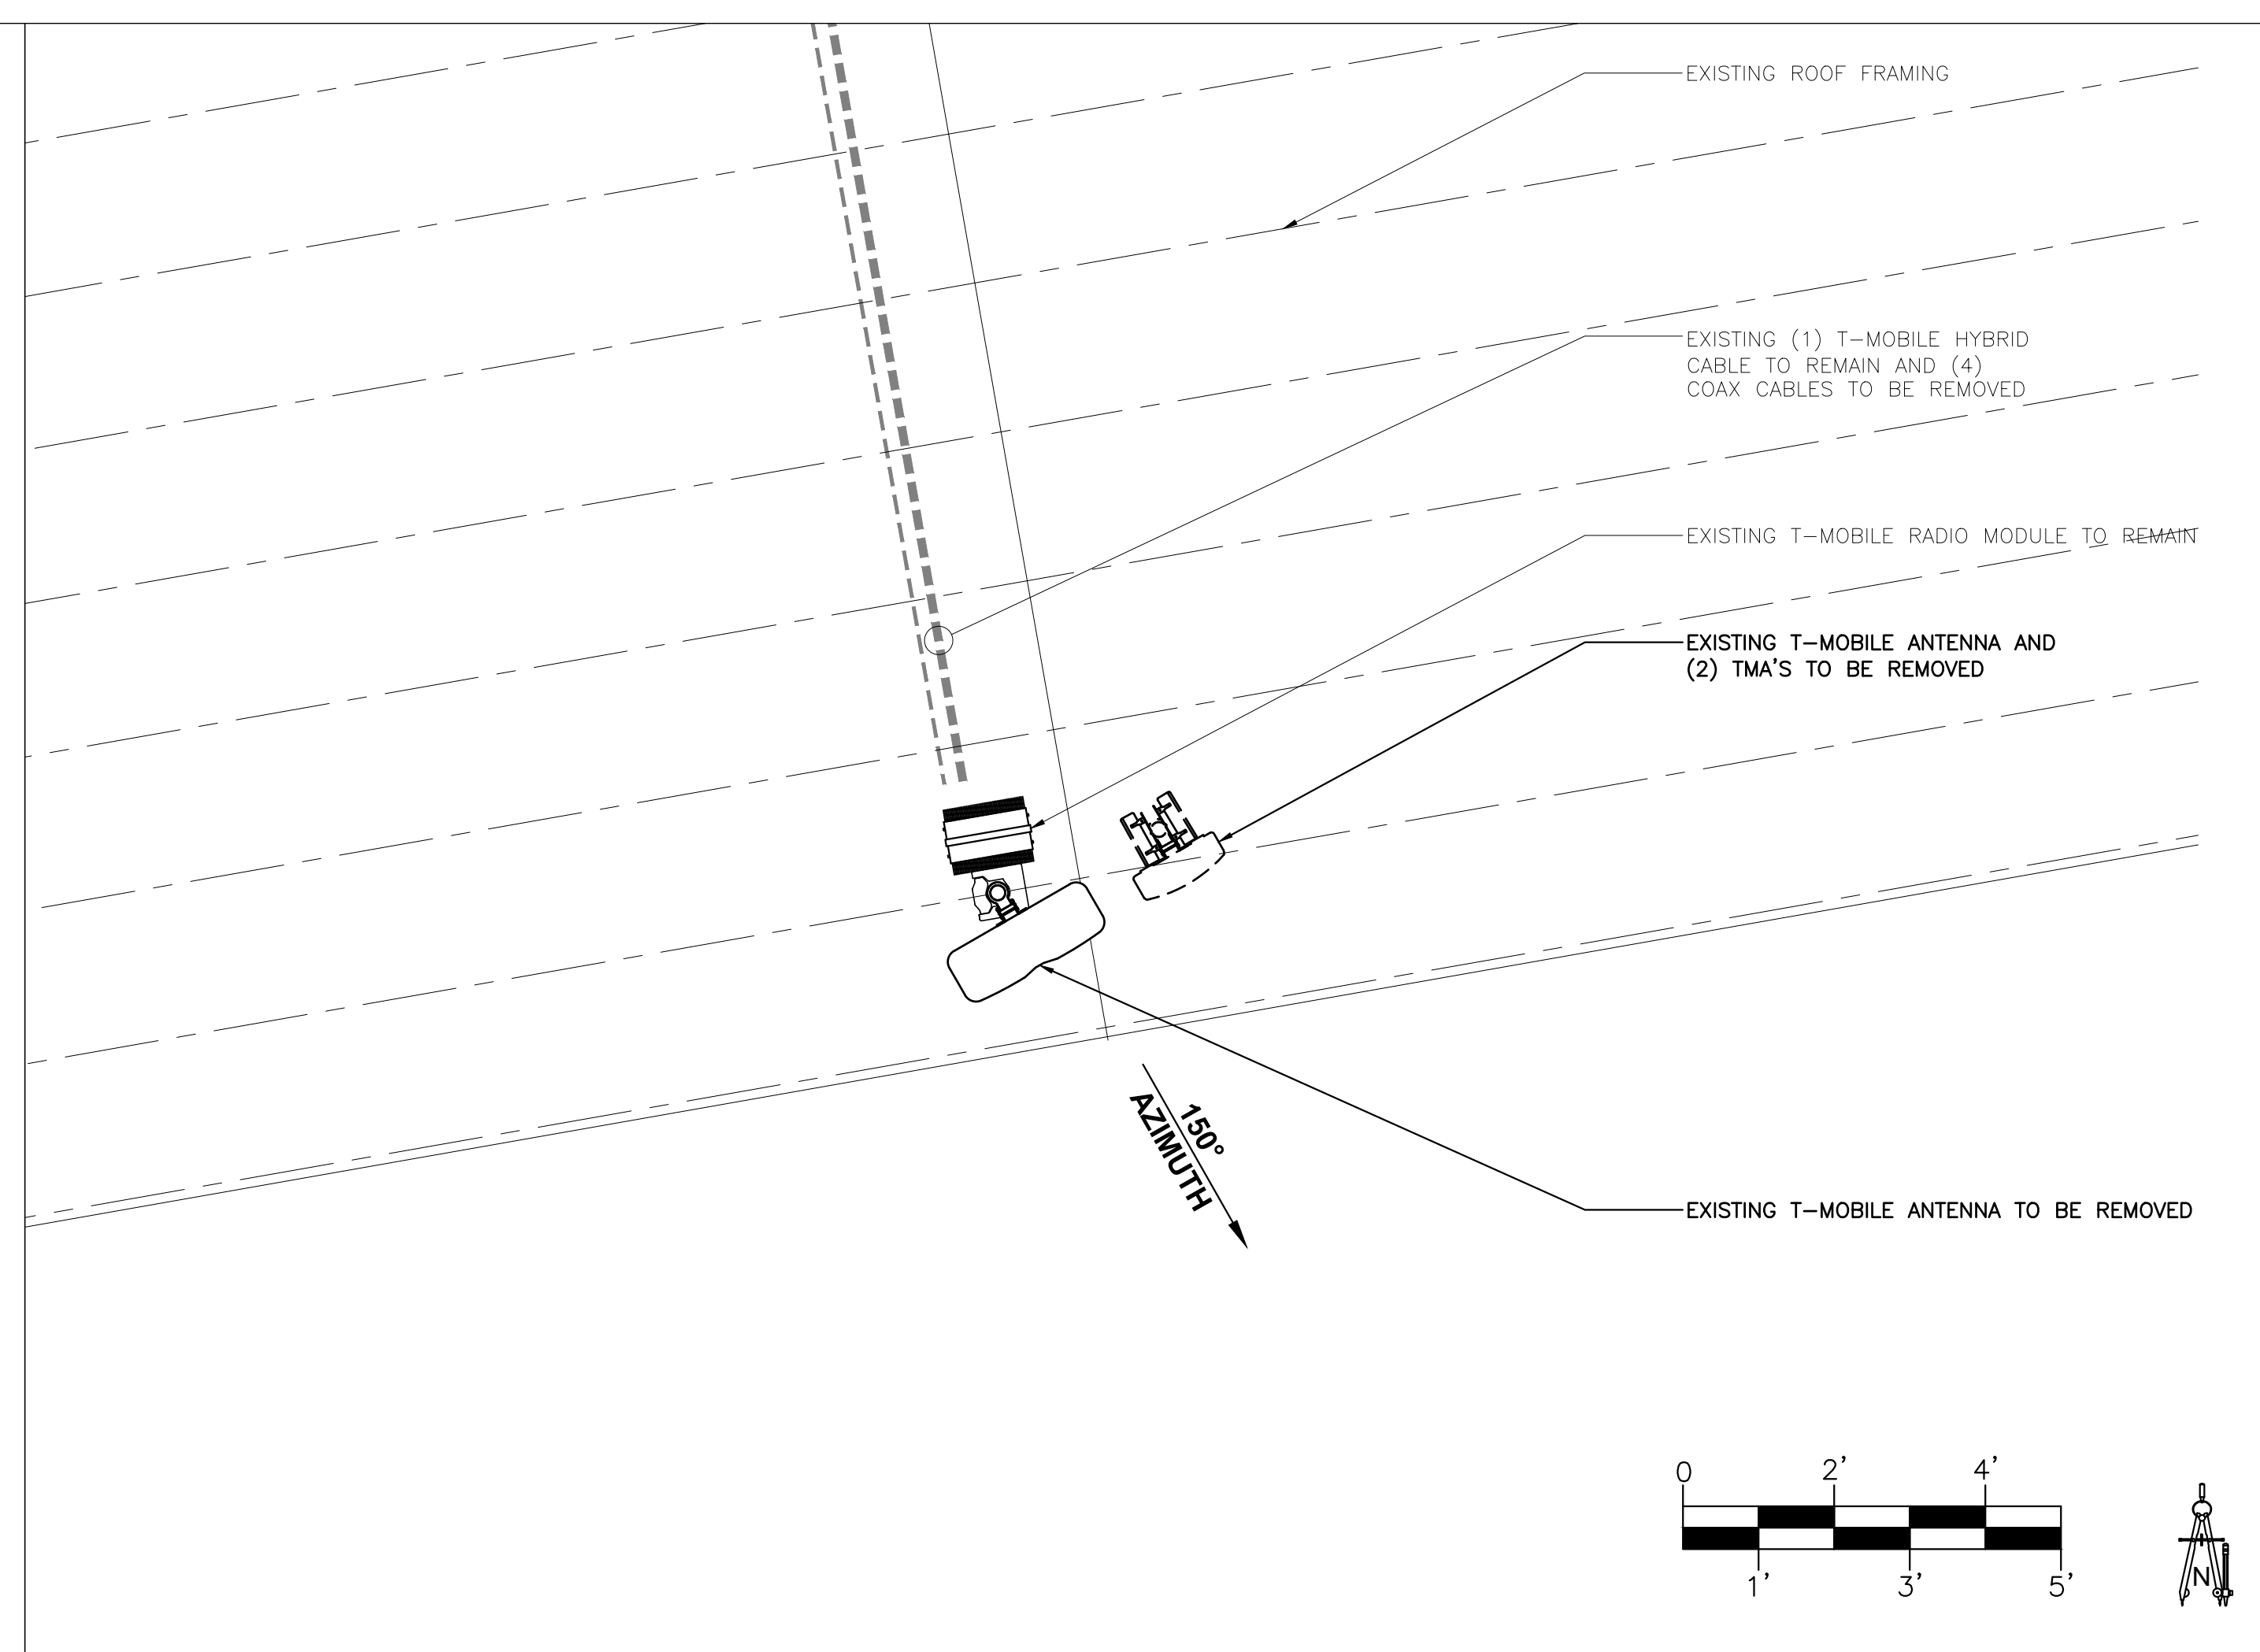 EXISTING ROOF FRAMING
EXISTING (1) T-MOBILE HYBRID
CABLE TO REMAIN AND (4)
COAX CABLES TO BE REMOVED
EXISTING T-MOBILE RADIO MODULE TO REMAIN
EXISTING T-MOBILE ANTENNA AND
(2) TMA'S TO BE REMOVED
150°
AZIMUTH
EXISTING T-MOBILE ANTENNA TO BE REMOVED
0 2' 4'
1' 3' 5'
N